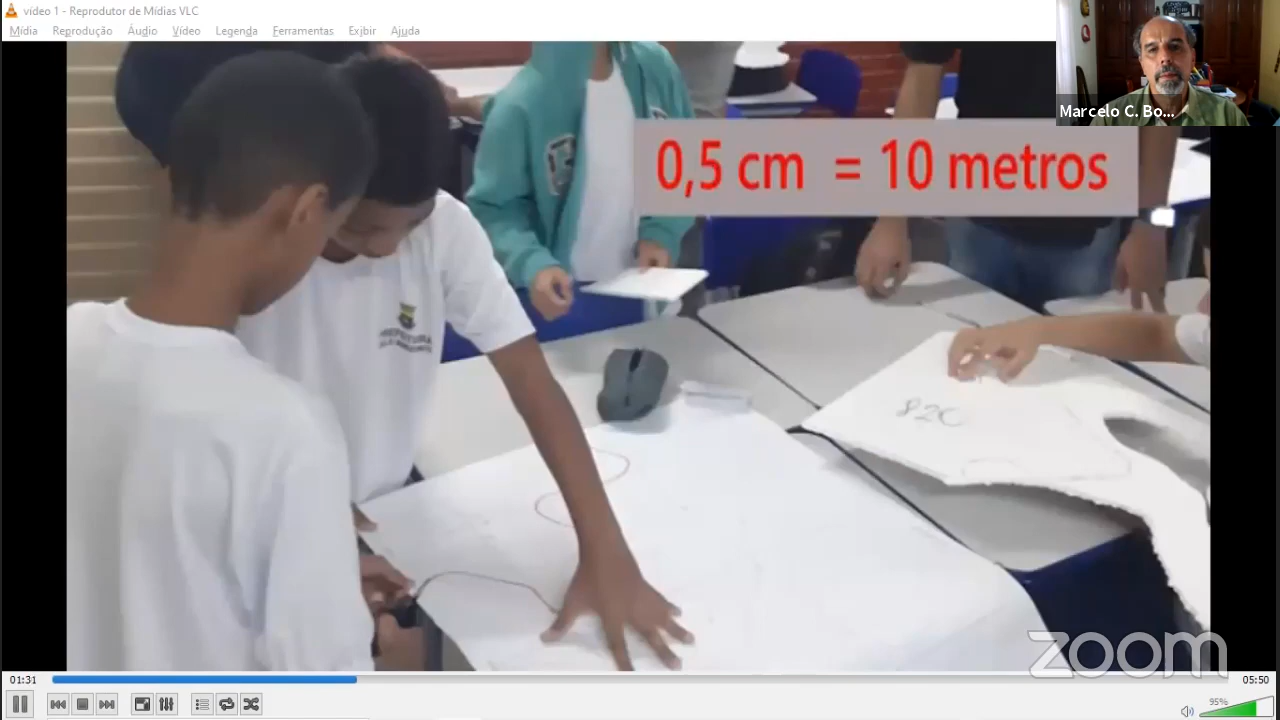 vídeo 1 - Reprodutor de Mídias VLC
Mídia Reprodução Áudio Vídeo Legenda Ferramentas Exibir Ajuda
Marcelo C. Bo...
0,5 cm = 10 metros
PREFEITURA
820
zoom
01:31
05:50
95%